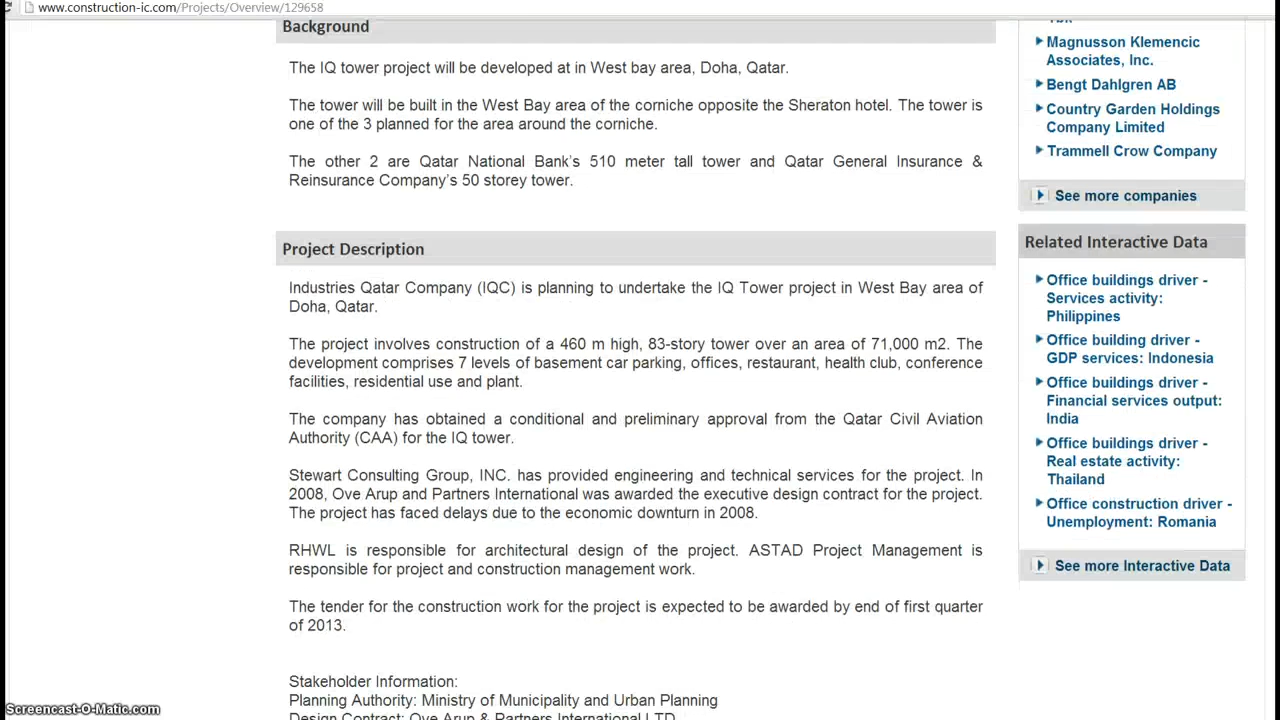 www.construction-ic.com/Projects/Overview/129658
Background
The IQ tower project will be developed at in West bay area, Doha, Qatar.
The tower will be built in the West Bay area of the corniche opposite the Sheraton hotel. The tower is
one of the 3 planned for the area around the corniche.
The other 2 are Qatar National Bank's 510 meter tall tower and Qatar General Insurance &
Reinsurance Company's 50 storey tower.
Project Description
Industries Qatar Company (IQC) is planning to undertake the IQ Tower project in West Bay area of
Doha, Qatar.
The project involves construction of a 460 m high, 83-story tower over an area of 71,000 m2. The
development comprises 7 levels of basement car parking, offices, restaurant, health club, conference
facilities, residential use and plant.
The company has obtained a conditional and preliminary approval from the Qatar Civil Aviation
Authority (CAA) for the IQ tower.
Stewart Consulting Group, INC. has provided engineering and technical services for the project. In
2008, Ove Arup and Partners International was awarded the executive design contract for the project.
The project has faced delays due to the economic downturn in 2008.
RHWL is responsible for architectural design of the project. ASTAD Project Management is
responsible for project and construction management work.
The tender for the construction work for the project is expected to be awarded by end of first quarter
of 2013.
Stakeholder Information:
Planning Authority: Ministry of Municipality and Urban Planning
Design Contract: Ove Arup & Partners International LTD
Tbk
Magnusson Klemencic
Associates, Inc.
Bengt Dahlgren AB
Country Garden Holdings
Company Limited
Trammell Crow Company
See more companies
Related Interactive Data
Office buildings driver -
Services activity:
Philippines
Office building driver -
GDP services: Indonesia
Office buildings driver -
Financial services output:
India
Office buildings driver -
Real estate activity:
Thailand
Office construction driver -
Unemployment: Romania
See more Interactive Data
Screencast-O-Matic.com